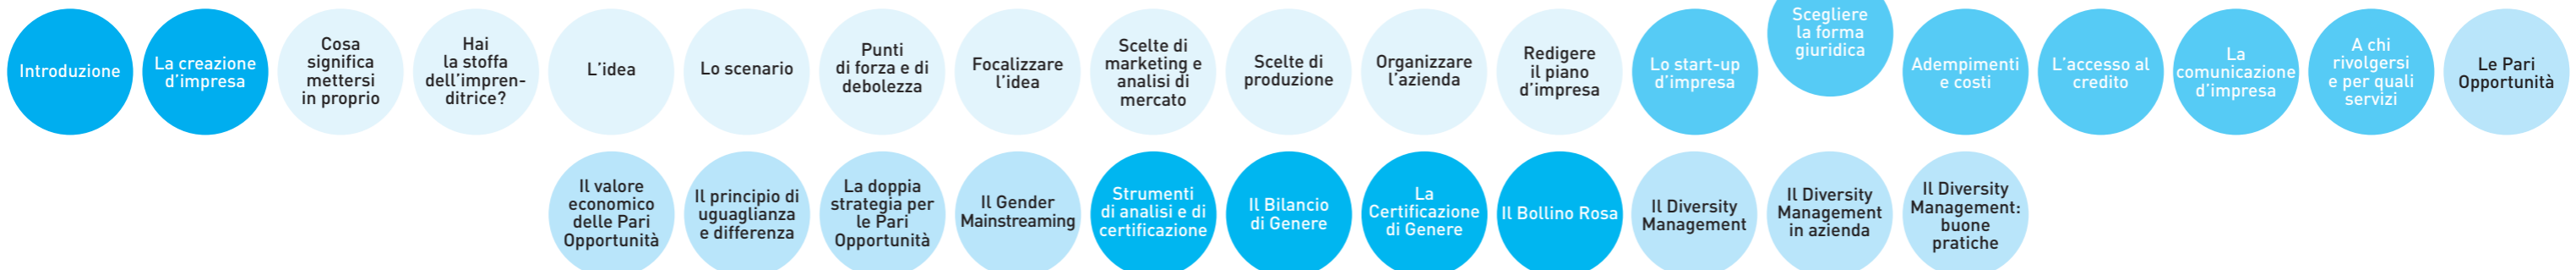 Introduzione
La creazione
d'impresa
Cosa
significa
mettersi
in proprio
Hai
la stoffa
dell'impren-
ditrice?
L'idea
Lo scenario
Punti
di forza e di
debolezza
Focalizzare
l'idea
Scelte di
marketing e
analisi di
mercato
Scelte di
produzione
Organizzare
l'azienda
Redigere
il piano
d'impresa
Lo start-up
d'impresa
Scegliere
la forma
giuridica
Adempimenti
e costi
L'accesso al
credito
La
comunicazione
d'impresa
A chi
rivolgersi
e per quali
servizi
Le Pari
Opportunità
Il valore
economico
delle Pari
Opportunità
Il principio di
uguaglianza
e differenza
La doppia
strategia per
le Pari
Opportunità
Il Gender
Mainstreaming
Strumenti
di analisi e di
certificazione
Il Bilancio
di Genere
La
Certificazione
di Genere
Il Bollino Rosa
Il Diversity
Management
Il Diversity
Management
in azienda
Il Diversity
Management:
buone
pratiche